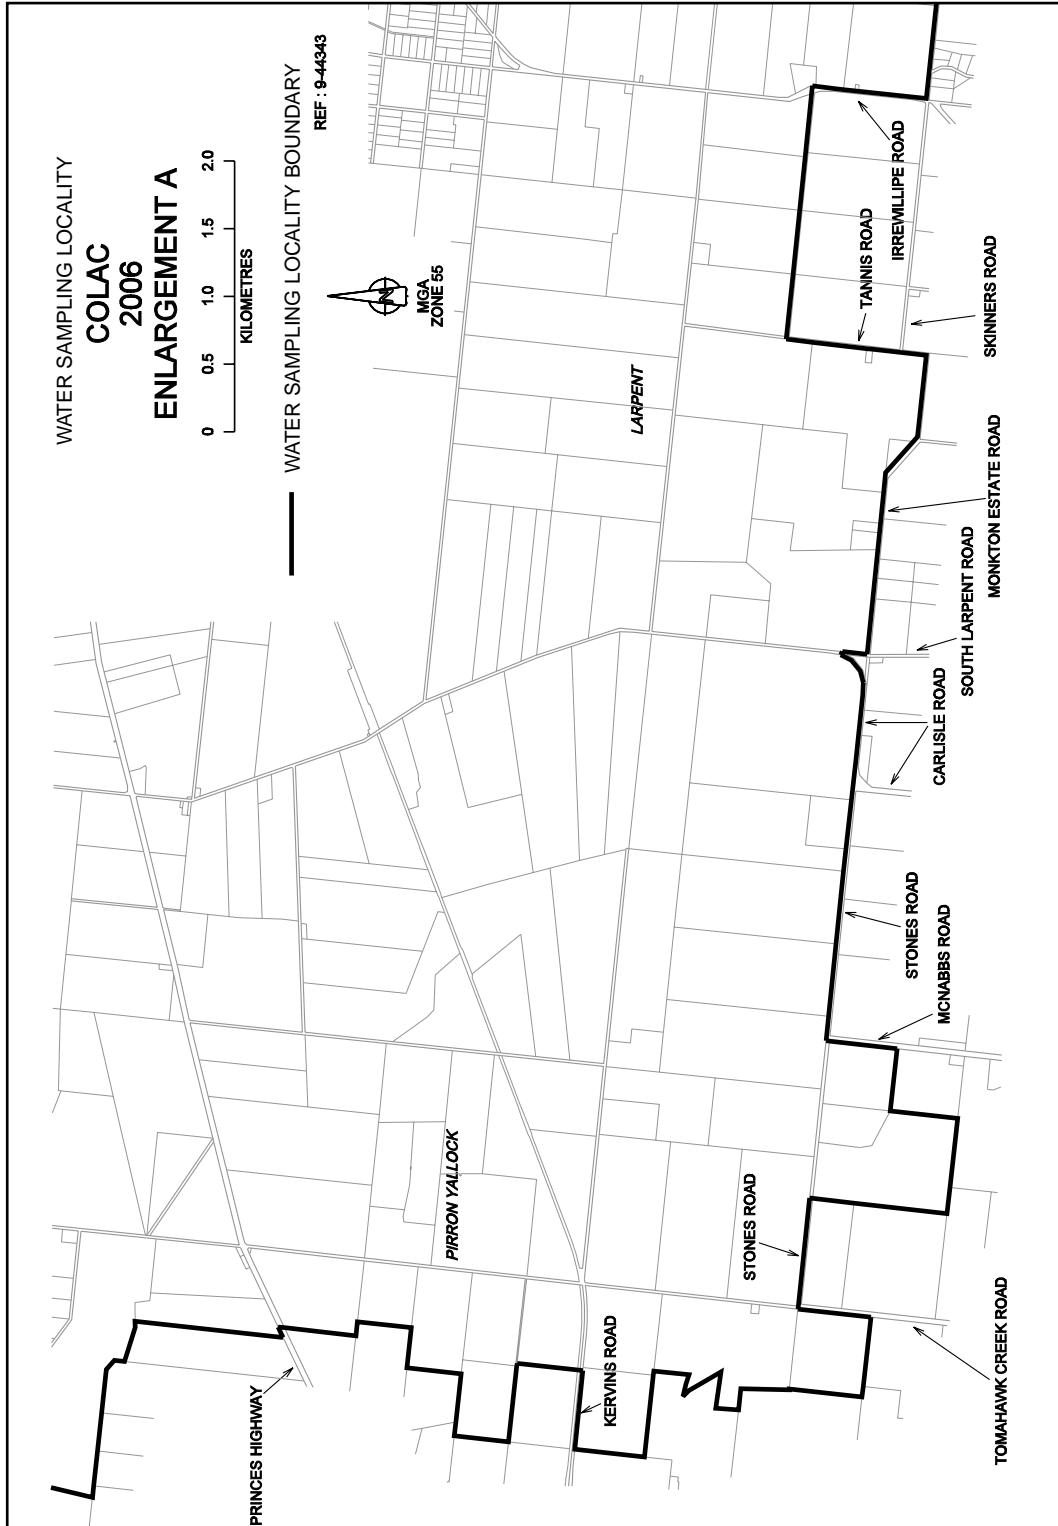 WATER SAMPLING LOCALITY
COLAC
2006
ENLARGEMENT A
0 0.5 1.0 1.5 2.0
KILOMETRES
WATER SAMPLING LOCALITY BOUNDARY
REF : 9-44343
N
MGA
ZONE 55
LARPENT
PIRRON YALLOCK
PRINCES HIGHWAY
KERVINS ROAD
STONES ROAD
TOMAHAWK CREEK ROAD
MCNABBS ROAD
STONES ROAD
CARLISLE ROAD
SOUTH LARPENT ROAD
MONKTON ESTATE ROAD
TANNIS ROAD
SKINNERS ROAD
IRREWILLIPE ROAD